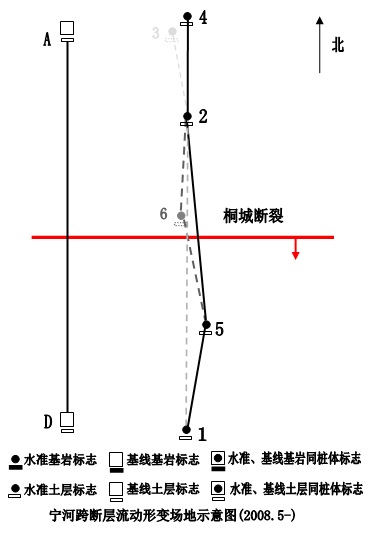 4
A
3
北
2
6
桐城断裂
5
D
1
水准基岩标志 基线基岩标志 水准、基线基岩同桩体标志
水准土层标志 基线土层标志 水准、基线土层同桩体标志
宁河跨断层流动形变场地示意图(2008.5-)